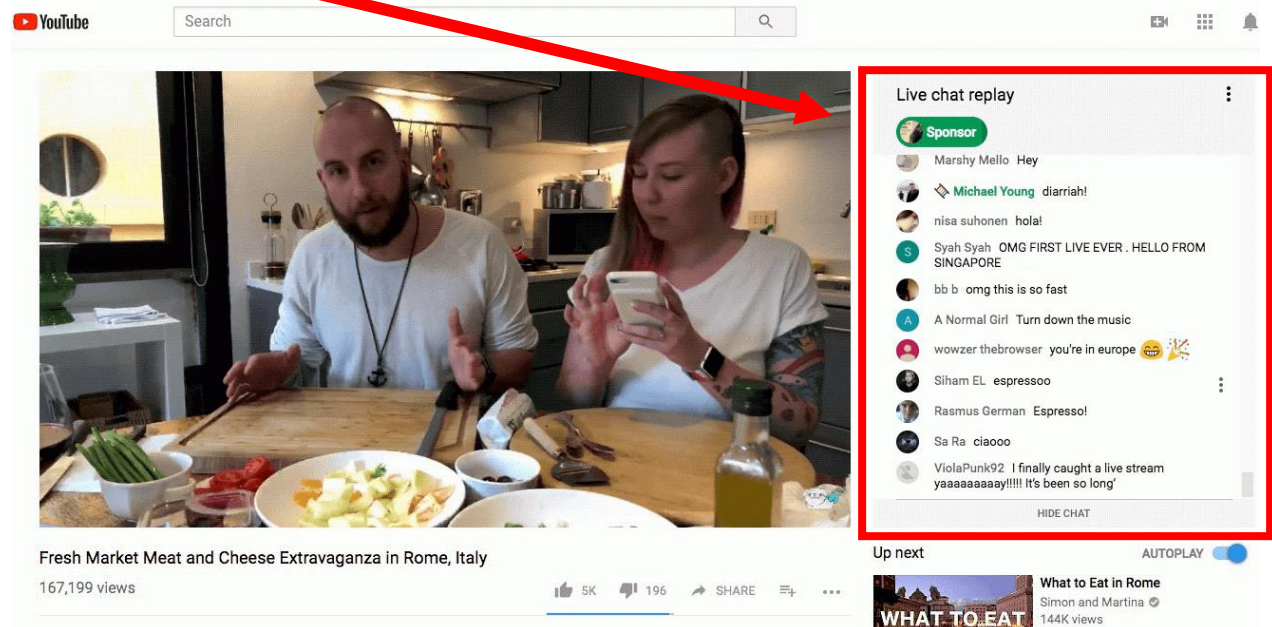 YouTube
Search
Live chat replay
Sponsor
Marshy Mello Hey
Michael Young diarriah!
nisa suhonen hola!
S
Syah Syah OMG FIRST LIVE EVER . HELLO FROM
SINGAPORE
bb b omg this is so fast
A
A Normal Girl Turn down the music
wowzer thebrowser you're in europe 😁 🎉
Siham EL espressoo
Rasmus German Espresso!
Sa Ra ciaooo
ViolaPunk92 I finally caught a live stream
yaaaaaaaaay!!!!! It's been so long'
HIDE CHAT
Fresh Market Meat and Cheese Extravaganza in Rome, Italy
167,199 views
5K
196
SHARE
Up next
AUTOPLAY
WHAT TO EAT
What to Eat in Rome
Simon and Martina
144K views